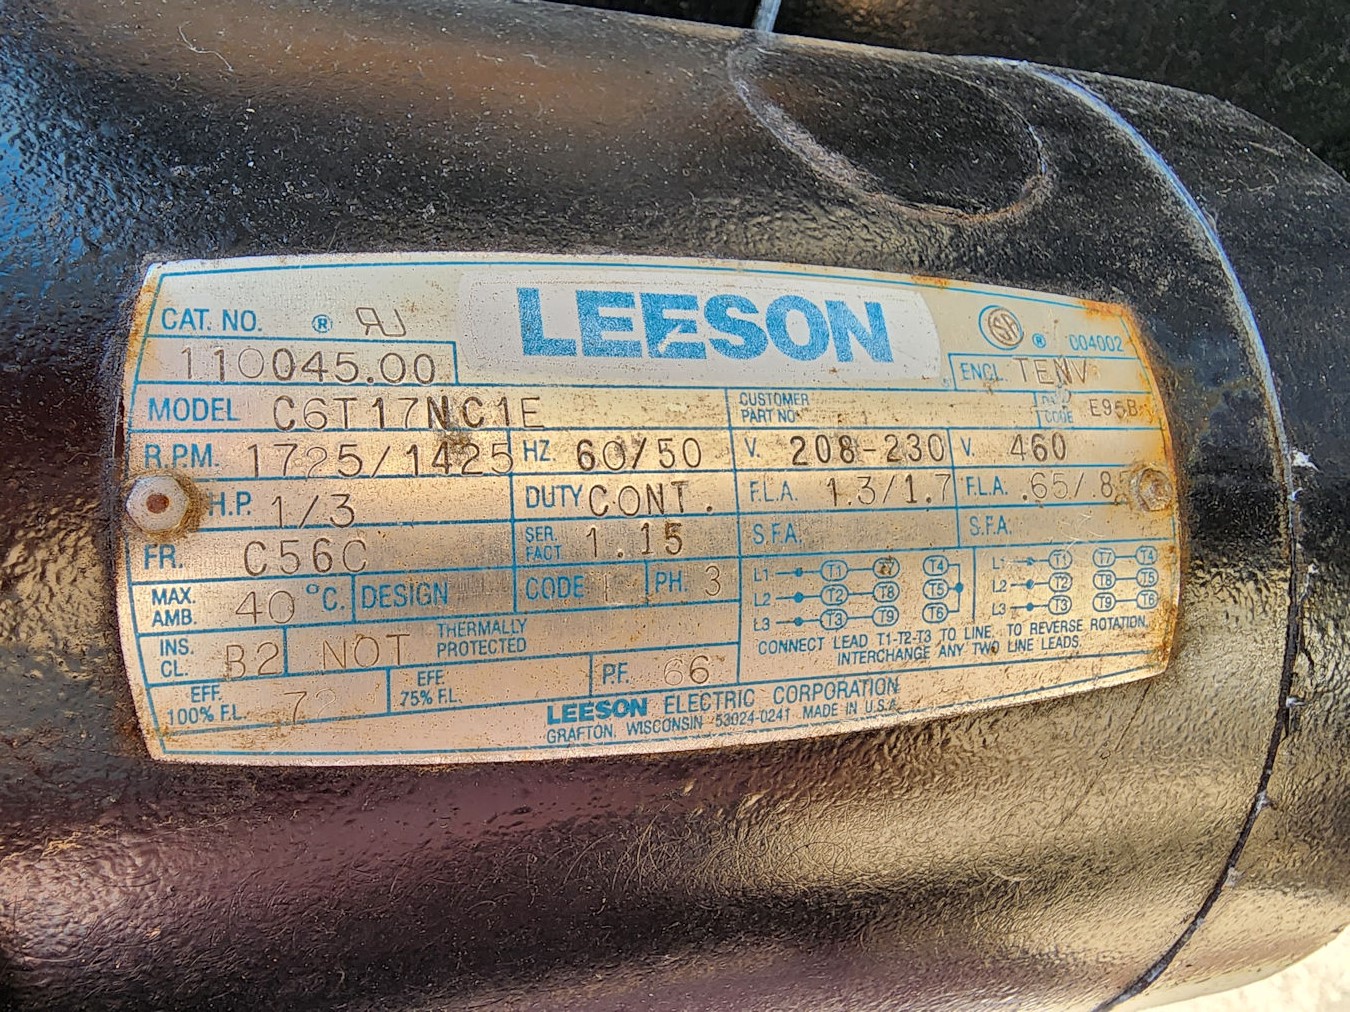 CAT. NO. ® RU LEESON ® 004002
110045.00 ENCL. TENV
MODEL C6T17NC1E CUSTOMER PART NO. CODE E95B
R.P.M. 1725/1425 HZ. 60/50 V. 208-230 V. 460
H.P. 1/3 DUTY CONT. F.L.A. 1.3/1.7 F.L.A.
FR. C56C SER. FACT 1.15 S.F.A. S.F.A.
MAX. AMB. 40 °C. DESIGN CODE PH. 3
L1 T1 T7 T4 L1 T1 T7 T4
L2 T2 T8 T5 L2 T2 T8 T5
L3 T3 T9 T6 L3 T3 T9 T6
INS. CL. B2 NOT THERMALLY PROTECTED
CONNECT LEAD T1-T2-T3 TO LINE. TO REVERSE ROTATION,
INTERCHANGE ANY TWO LINE LEADS.
EFF. 100% F.L. 72 EFF. 75% F.L. P.F. 66
LEESON ELECTRIC CORPORATION
GRAFTON, WISCONSIN 53024-0241 MADE IN U.S.A.